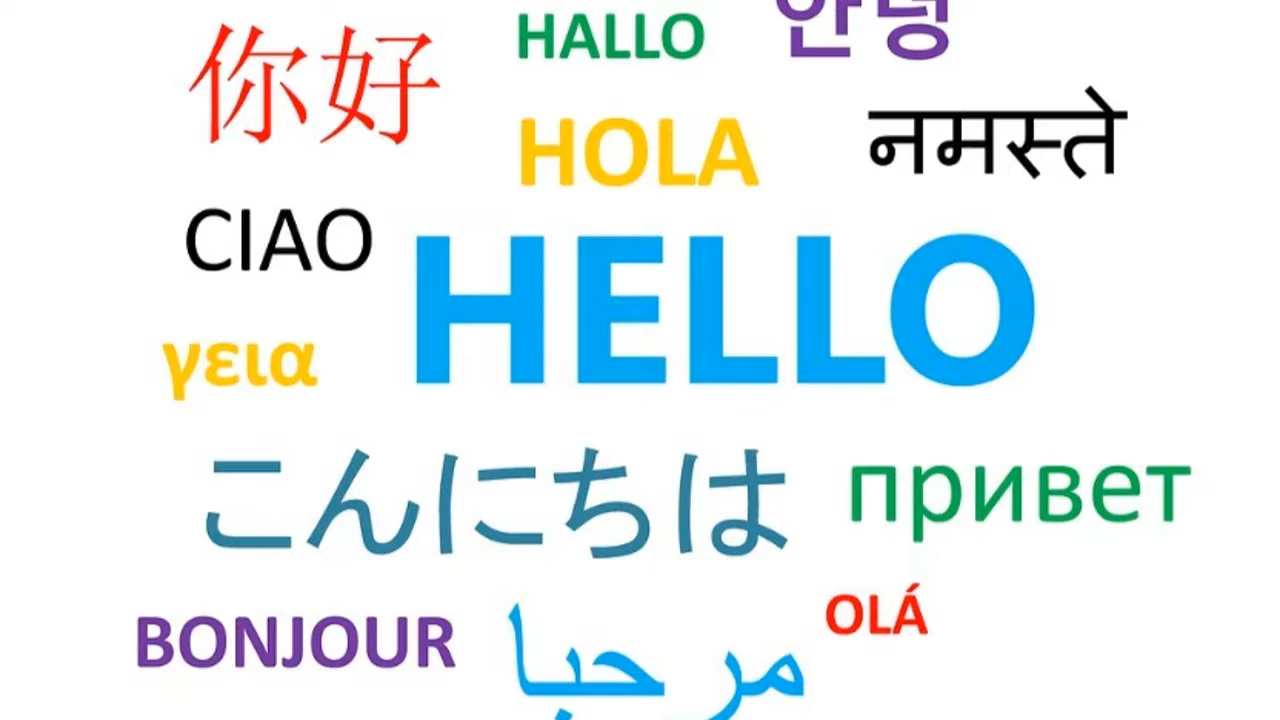 你好
HALLO
안녕
HOLA
नमस्ते
CIAO
HELLO
γεια
こんにちは
привет
BONJOUR
مرحبا
OLÁ